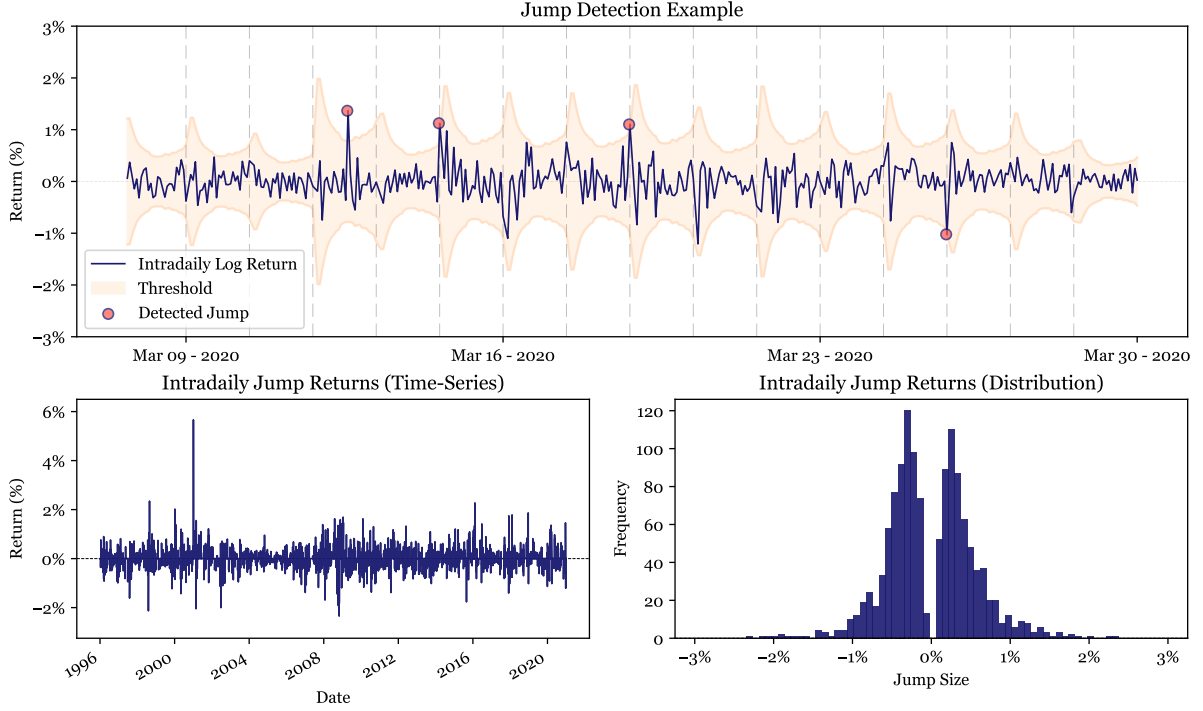 Jump Detection Example
3%
2%
1%
0%
−1%
−2%
−3%
Return (%)
Intradaily Log Return
Threshold
Detected Jump
Mar 09 - 2020
Mar 16 - 2020
Mar 23 - 2020
Mar 30 - 2020
Intradaily Jump Returns (Time-Series)
6%
4%
2%
0%
−2%
Return (%)
1996
2000
2004
2008
2012
2016
2020
Date
Intradaily Jump Returns (Distribution)
120
100
80
60
40
20
0
Frequency
−3%
−2%
−1%
0%
1%
2%
3%
Jump Size